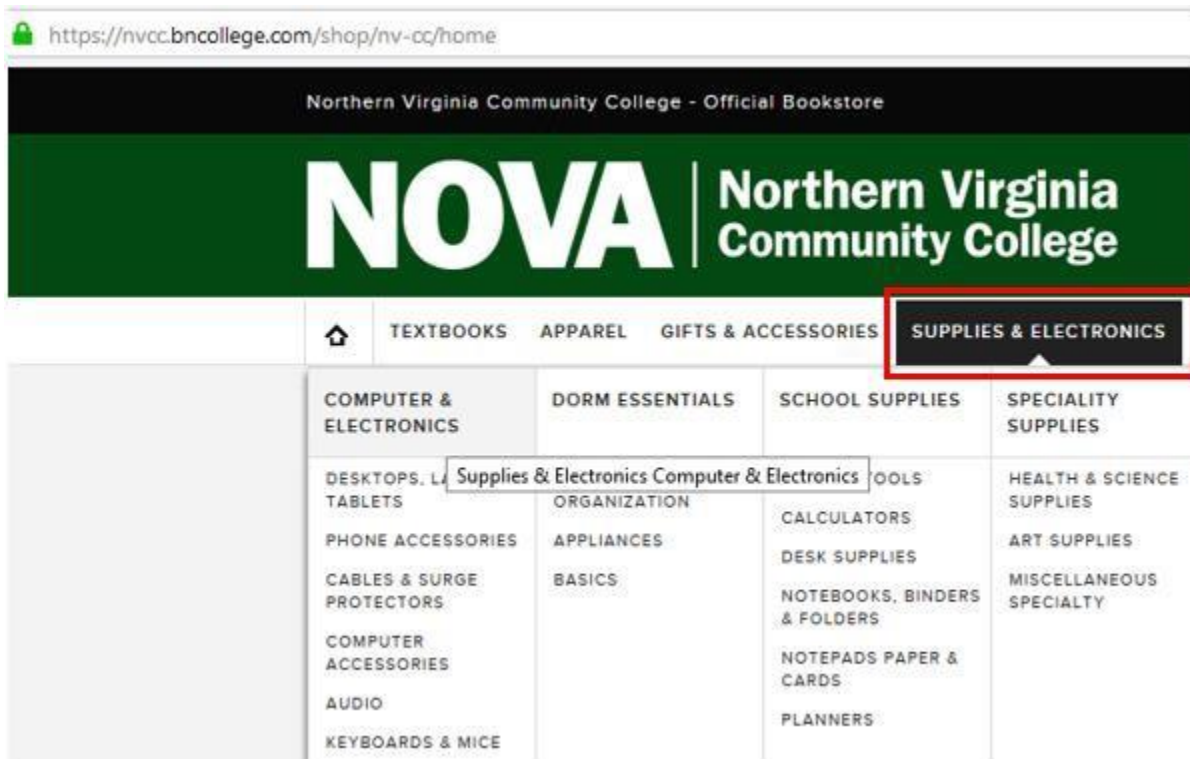 https://nvcc.bncollege.com/shop/nv-cc/home
Northern Virginia Community College - Official Bookstore
NOVA
Northern Virginia
Community College
TEXTBOOKS
APPAREL
GIFTS & ACCESSORIES
SUPPLIES & ELECTRONICS
COMPUTER &
ELECTRONICS
DESKTOPS,
TABLETS
PHONE ACCESSORIES
CABLES & SURGE
PROTECTORS
COMPUTER
ACCESSORIES
AUDIO
KEYBOARDS & MICE
Supplies & Electronics Computer & Electronics
DORM ESSENTIALS
ORGANIZATION
APPLIANCES
BASICS
SCHOOL SUPPLIES
TOOLS
CALCULATORS
DESK SUPPLIES
NOTEBOOKS, BINDERS
& FOLDERS
NOTEPADS PAPER &
CARDS
PLANNERS
SPECIALITY
SUPPLIES
HEALTH & SCIENCE
SUPPLIES
ART SUPPLIES
MISCELLANEOUS
SPECIALTY